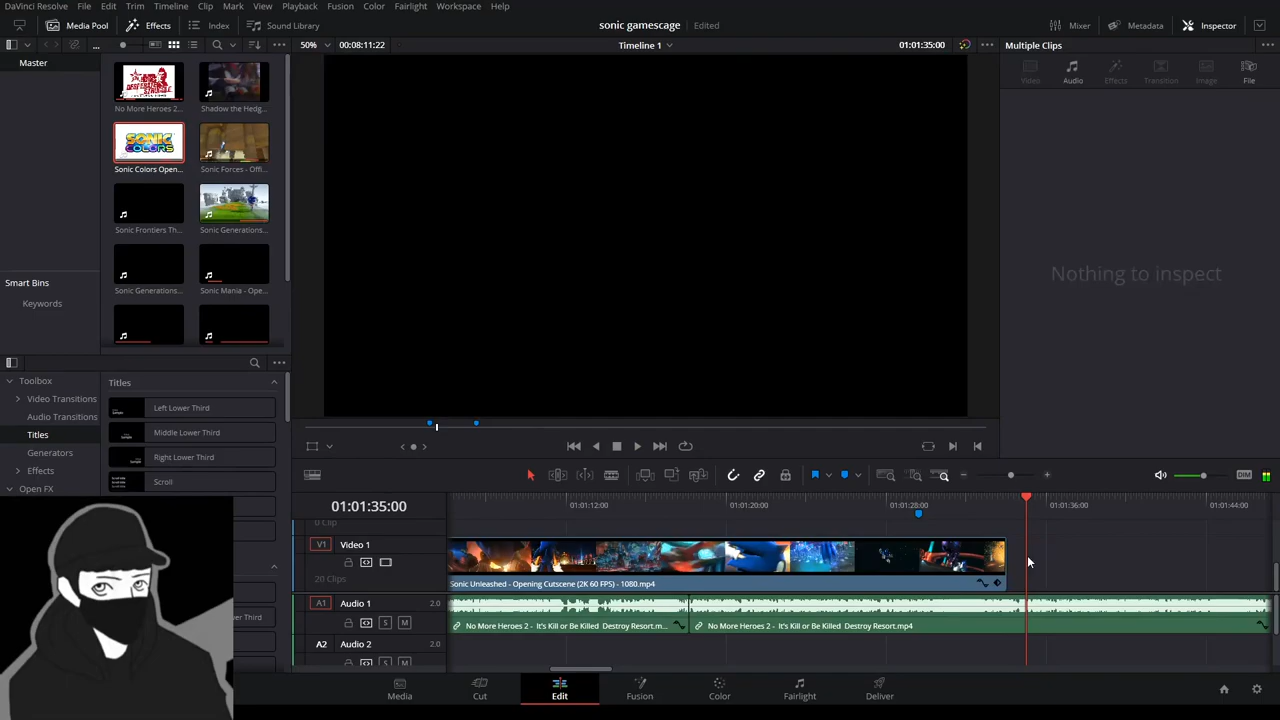 DaVinci Resolve File Edit Trim Timeline Clip Mark View Playback Fusion Color Fairlight Workspace Help
Media Pool Effects Index Sound Library sonic gamescage Edited Mixer Metadata Inspector
... 50% 00:08:11:22 Timeline 1 01:01:35:00 Multiple Clips
Master
Video Audio Effects Transition Image File
No More Heroes 2... Shadow the Hedg...
SONIC COLORS
Sonic Colors Open... Sonic Forces - Offi...
Sonic Frontiers Th... Sonic Generations...
Nothing to inspect
Smart Bins
Keywords
Sonic Generations... Sonic Mania - Ope...
Toolbox
Video Transitions
Audio Transitions
Titles
Generators
Effects
Open FX
Titles
Left Lower Third
Middle Lower Third
Right Lower Third
Scroll
DIM
01:01:35:00 01:01:12:00 01:01:20:00 01:01:28:00 01:01:36:00 01:01:44:00
0 Clip
V1 Video 1
20 Clips
Sonic Unleashed - Opening Cutscene (2K 60 FPS) - 1080.mp4
A1 Audio 1 2.0
S M
No More Heroes 2 - It's Kill or Be Killed Destroy Resort.m...
No More Heroes 2 - It's Kill or Be Killed Destroy Resort.mp4
A2 Audio 2 2.0
S M
Media Cut Edit Fusion Color Fairlight Deliver